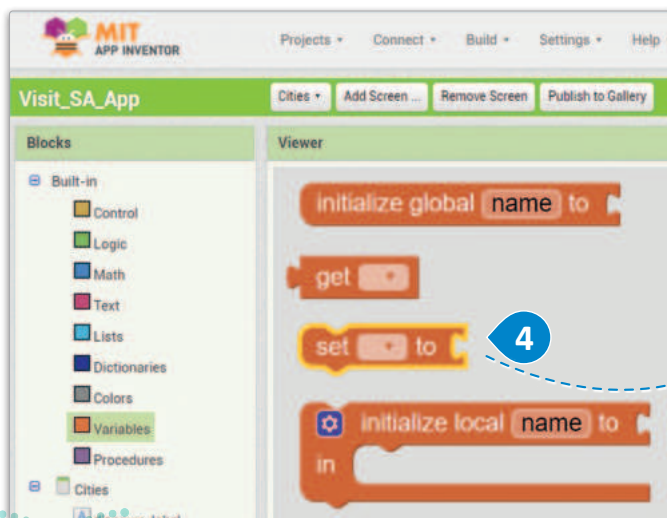 MIT
APP INVENTOR
Projects Connect Build Settings Help
Visit_SA_App
Cities Add Screen ... Remove Screen Publish to Gallery
Blocks
Viewer
Built-in
Control
Logic
Math
Text
Lists
Dictionaries
Colors
Variables
Procedures
Cities
initialize global name to
get
set to
4
initialize local name to
in